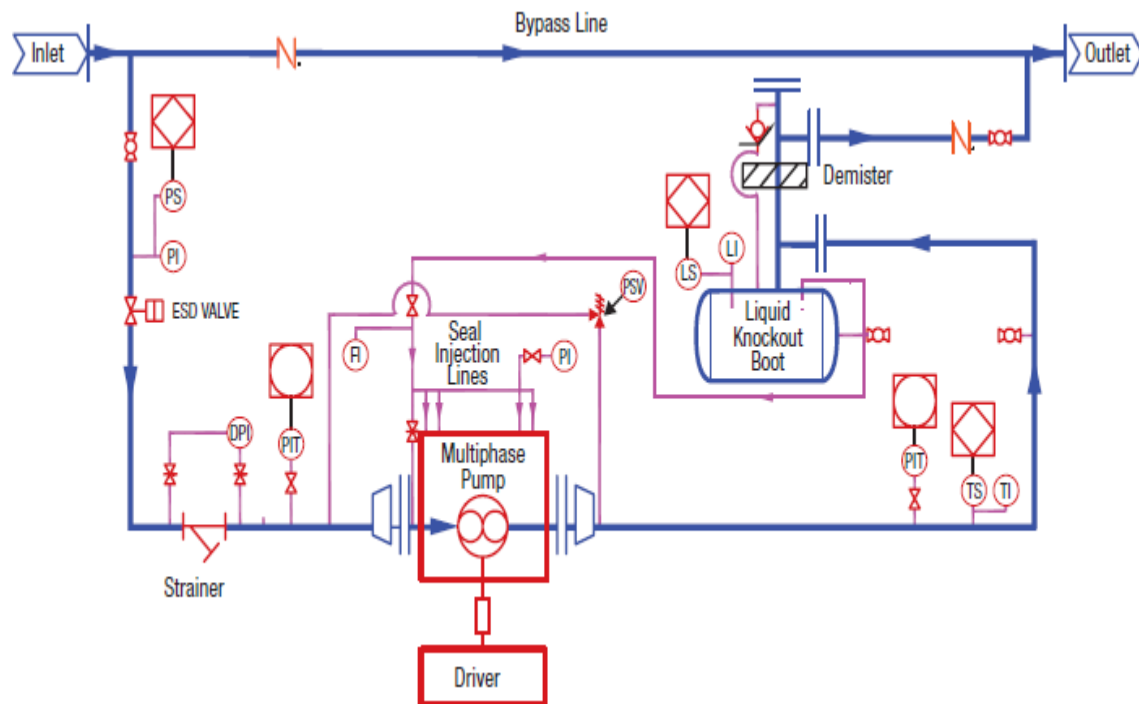 Bypass Line
Inlet
Outlet
PS
PI
ESD VALVE
Demister
LI
LS
PSV
Liquid
Knockout
Boot
FI
Seal
Injection
Lines
PI
DPI
PIT
Multiphase
Pump
PIT
TS
TI
Strainer
Driver